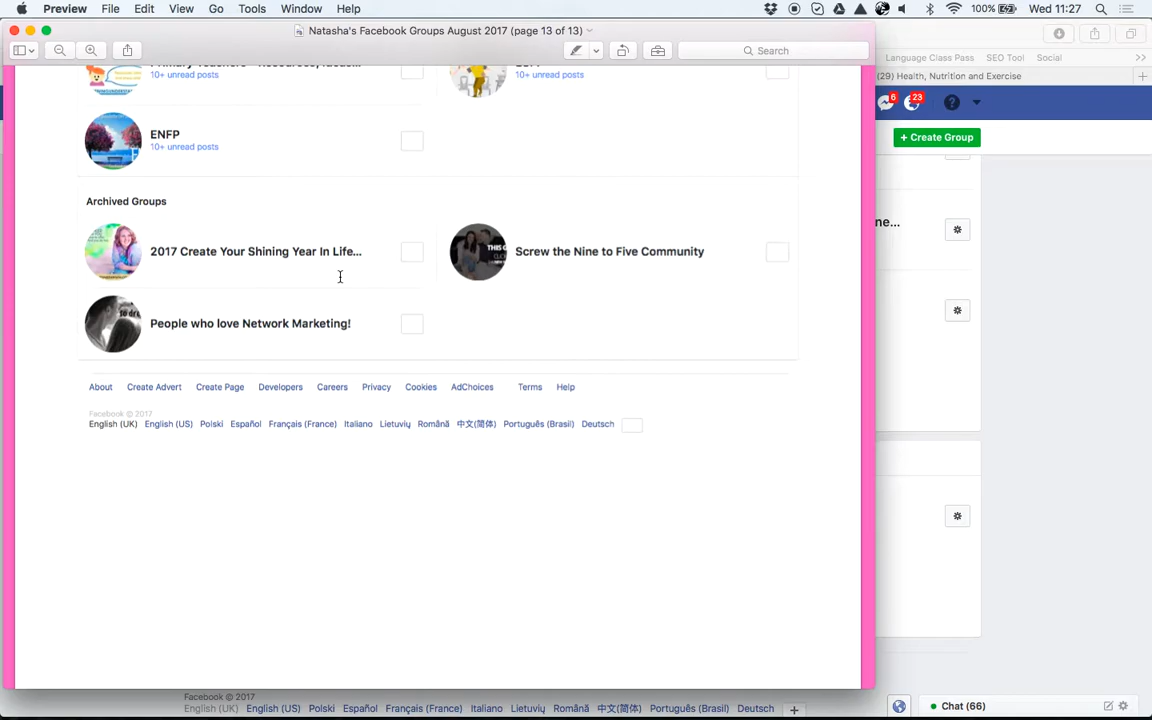 Preview File Edit View Go Tools Window Help 100% Wed 11:27
Natasha's Facebook Groups August 2017 (page 13 of 13)
Search
Language Class Pass SEO Tool Social
(29) Health, Nutrition and Exercise
6 23
+ Create Group
10+ unread posts
10+ unread posts
ENFP
10+ unread posts
Archived Groups
2017 Create Your Shining Year In Life...
Screw the Nine to Five Community
ne...
People who love Network Marketing!
About Create Advert Create Page Developers Careers Privacy Cookies AdChoices Terms Help
Facebook © 2017
English (UK) English (US) Polski Español Français (France) Italiano Lietuvių Română 中文(简体) Português (Brasil) Deutsch
Facebook © 2017
English (UK) English (US) Polski Español Français (France) Italiano Lietuvių Română 中文(简体) Português (Brasil) Deutsch
Chat (66)